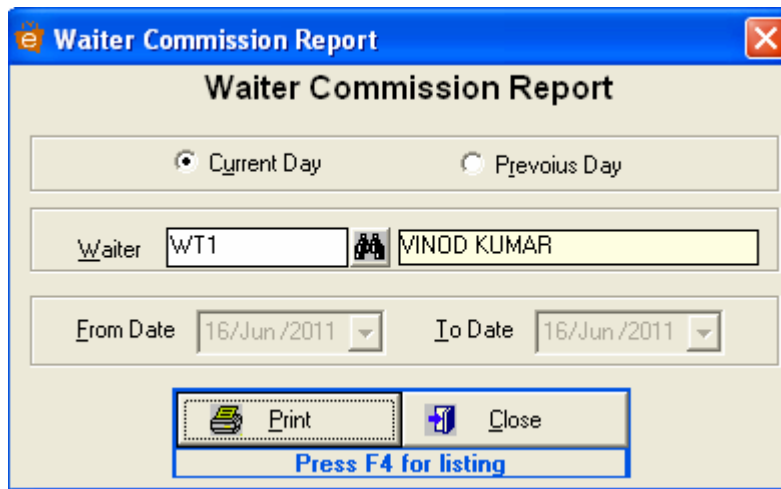 e Waiter Commission Report
Waiter Commission Report
Current Day Prevoius Day
Waiter WT1 VINOD KUMAR
From Date 16/Jun/2011 To Date 16/Jun/2011
Print Close
Press F4 for listing